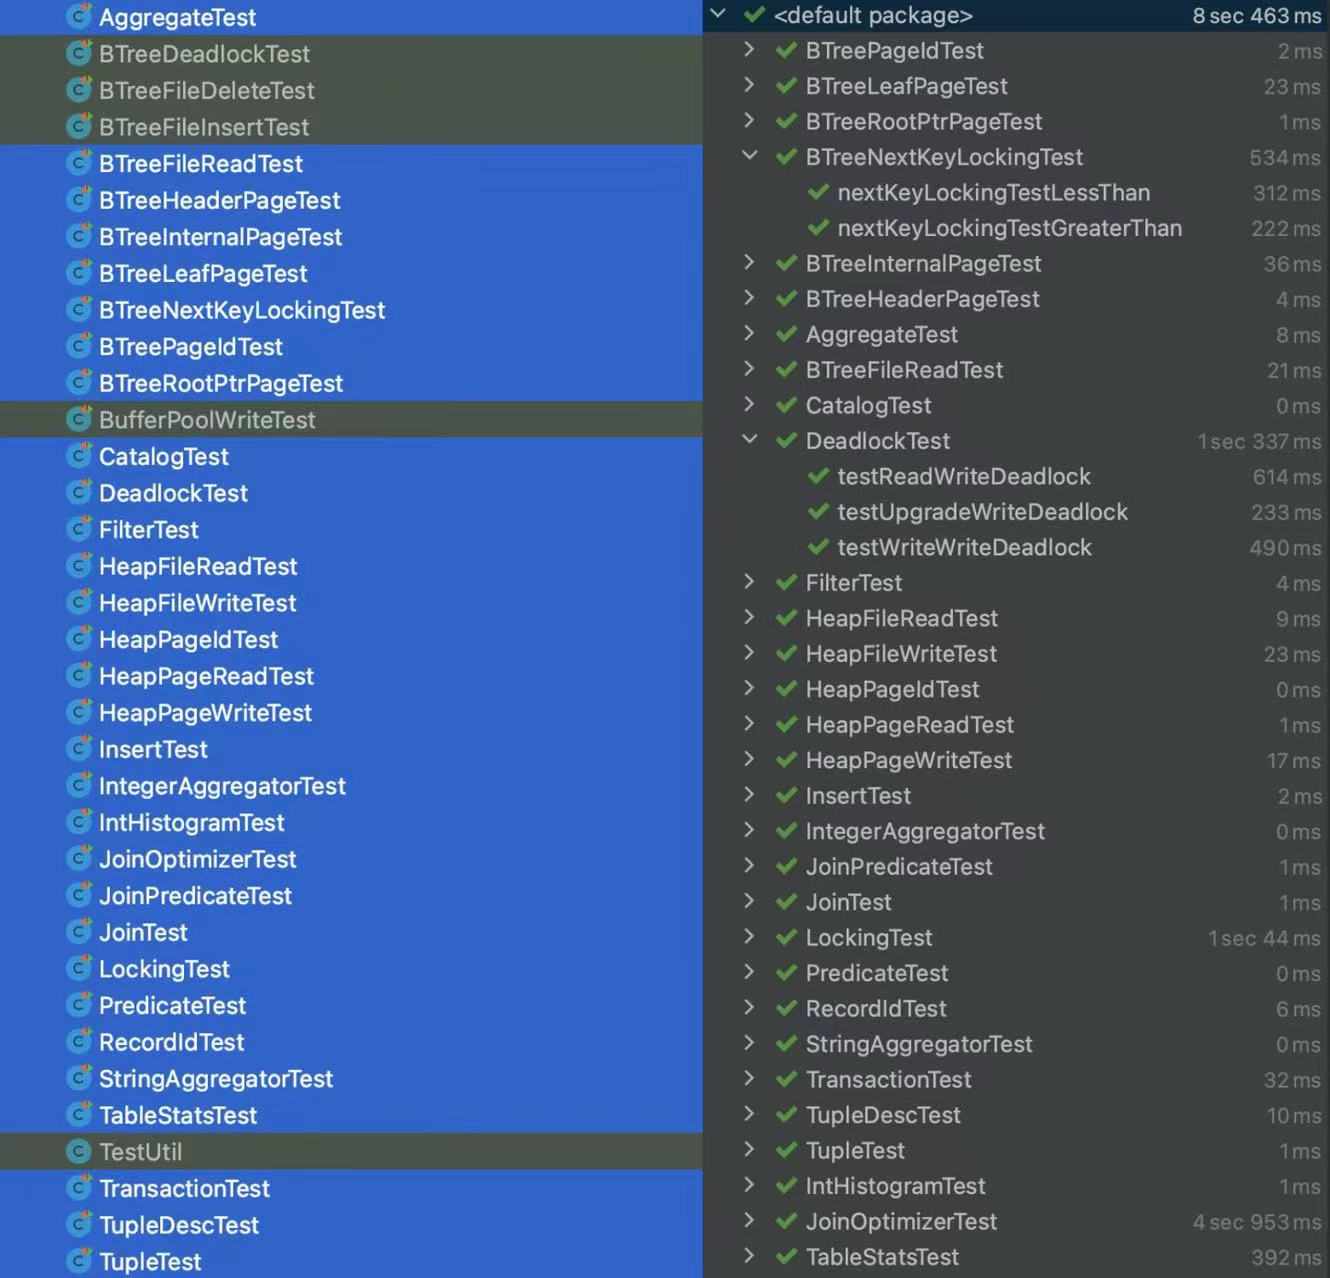 AggregateTest
BTreeDeadlockTest
BTreeFileDeleteTest
BTreeFileInsertTest
BTreeFileReadTest
BTreeHeaderPageTest
BTreeInternalPageTest
BTreeLeafPageTest
BTreeNextKeyLockingTest
BTreePageIdTest
BTreeRootPtrPageTest
BufferPoolWriteTest
CatalogTest
DeadlockTest
FilterTest
HeapFileReadTest
HeapFileWriteTest
HeapPageIdTest
HeapPageReadTest
HeapPageWriteTest
InsertTest
IntegerAggregatorTest
IntHistogramTest
JoinOptimizerTest
JoinPredicateTest
JoinTest
LockingTest
PredicateTest
RecordIdTest
StringAggregatorTest
TableStatsTest
TestUtil
TransactionTest
TupleDescTest
TupleTest
<default package> 8 sec 463 ms
BTreePageIdTest 2 ms
BTreeLeafPageTest 23 ms
BTreeRootPtrPageTest 1 ms
BTreeNextKeyLockingTest 534 ms
nextKeyLockingTestLessThan 312 ms
nextKeyLockingTestGreaterThan 222 ms
BTreeInternalPageTest 36 ms
BTreeHeaderPageTest 4 ms
AggregateTest 8 ms
BTreeFileReadTest 21 ms
CatalogTest 0 ms
DeadlockTest 1 sec 337 ms
testReadWriteDeadlock 614 ms
testUpgradeWriteDeadlock 233 ms
testWriteWriteDeadlock 490 ms
FilterTest 4 ms
HeapFileReadTest 9 ms
HeapFileWriteTest 23 ms
HeapPageIdTest 0 ms
HeapPageReadTest 1 ms
HeapPageWriteTest 17 ms
InsertTest 2 ms
IntegerAggregatorTest 0 ms
JoinPredicateTest 1 ms
JoinTest 1 ms
LockingTest 1 sec 44 ms
PredicateTest 0 ms
RecordIdTest 6 ms
StringAggregatorTest 0 ms
TransactionTest 32 ms
TupleDescTest 10 ms
TupleTest 1 ms
IntHistogramTest 1 ms
JoinOptimizerTest 4 sec 953 ms
TableStatsTest 392 ms